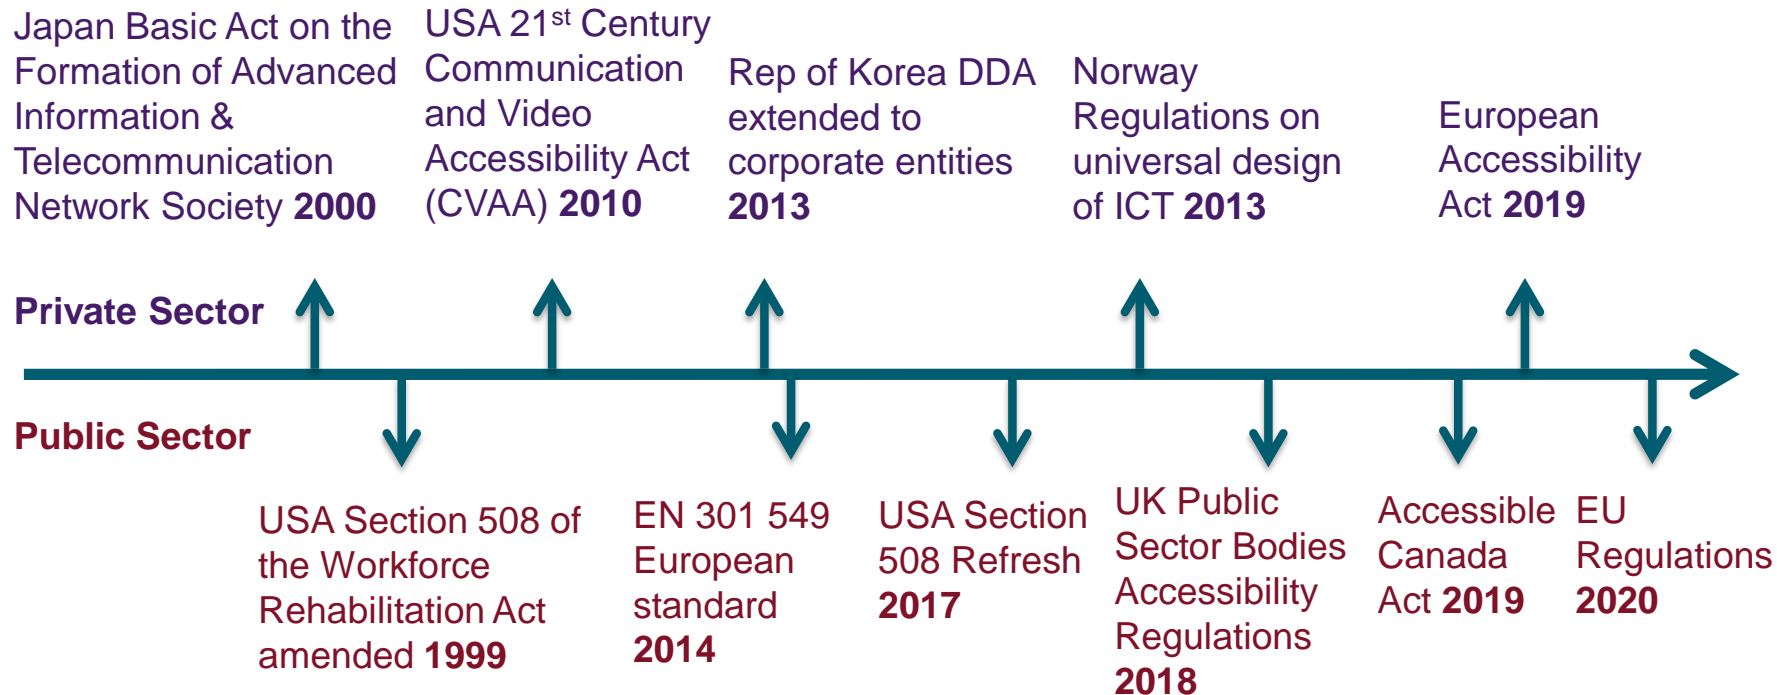 Japan Basic Act on the
Formation of Advanced
Information &
Telecommunication
Network Society 2000
USA 21st Century
Communication
and Video
Accessibility Act
(CVAA) 2010
Rep of Korea DDA
extended to
corporate entities
2013
Norway
Regulations on
universal design
of ICT 2013
European
Accessibility
Act 2019
Private Sector
Public Sector
USA Section 508 of
the Workforce
Rehabilitation Act
amended 1999
EN 301 549
European
standard
2014
USA Section
508 Refresh
2017
UK Public
Sector Bodies
Accessibility
Regulations
2018
Accessible
Canada
Act 2019
EU
Regulations
2020